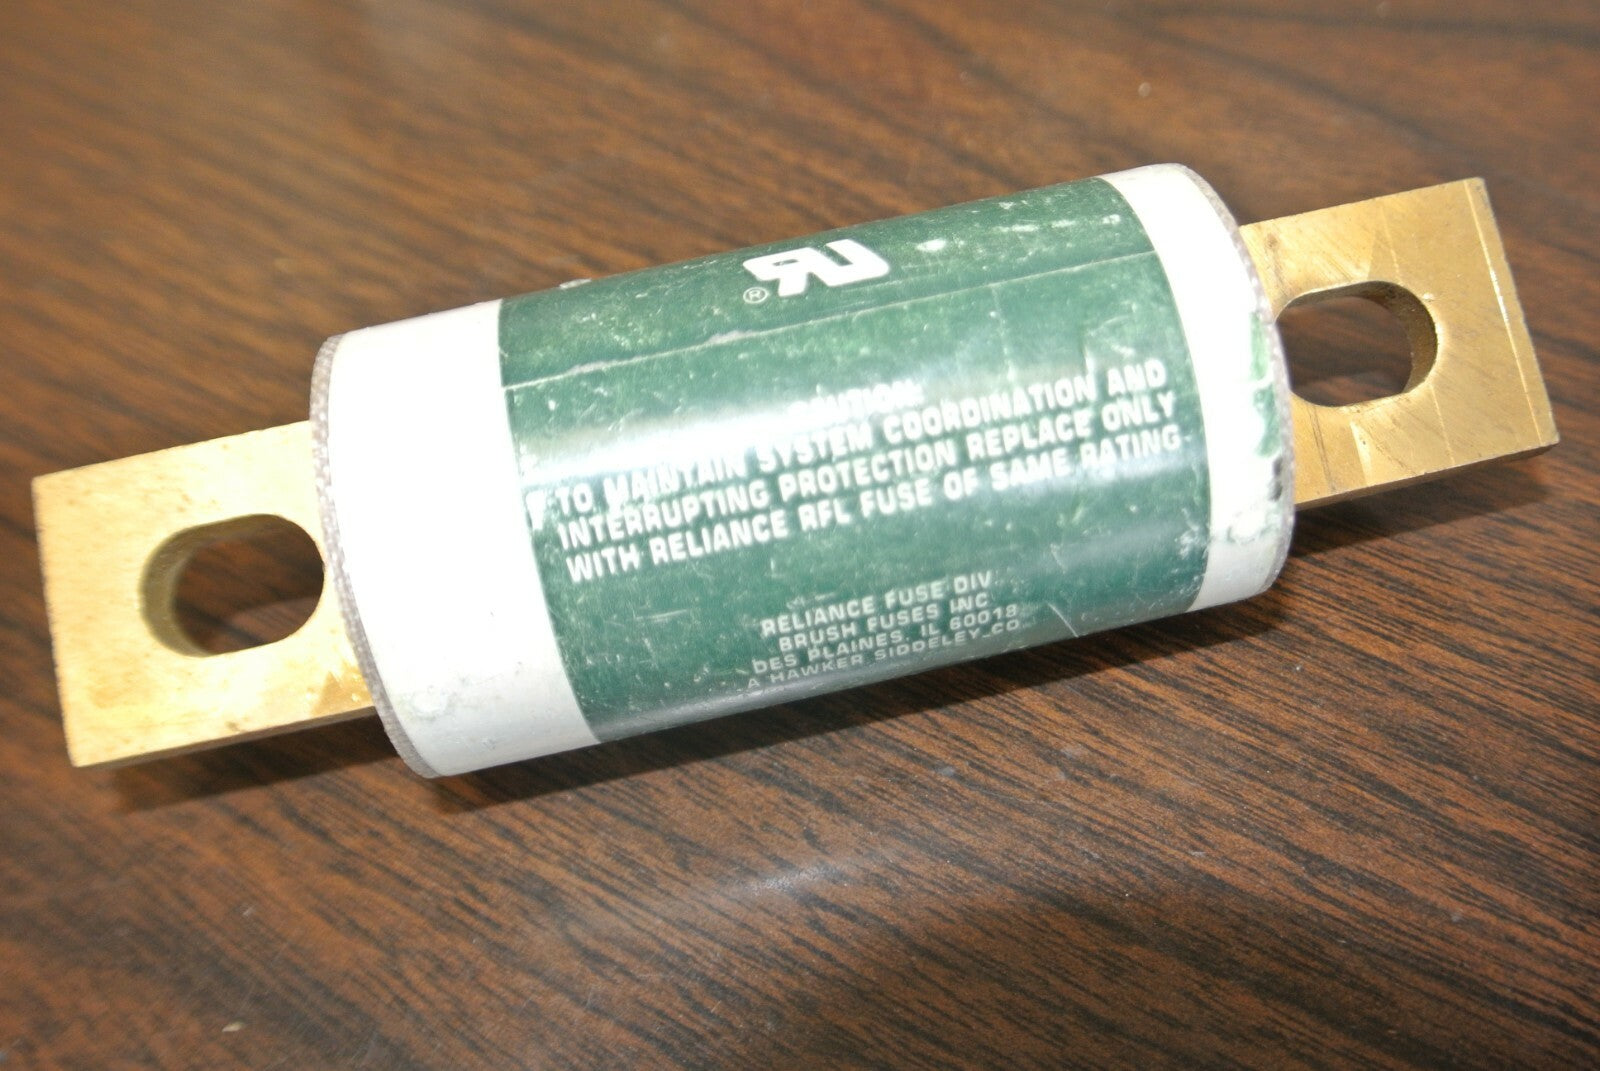 ®
CAUTION
TO MAINTAIN SYSTEM COORDINATION AND
INTERRUPTING PROTECTION REPLACE ONLY
WITH RELIANCE RFL FUSE OF SAME RATING
RELIANCE FUSE DIV.
BRUSH FUSES INC.
DES PLAINES, IL 60018
A HAWKER SIDDELEY CO.